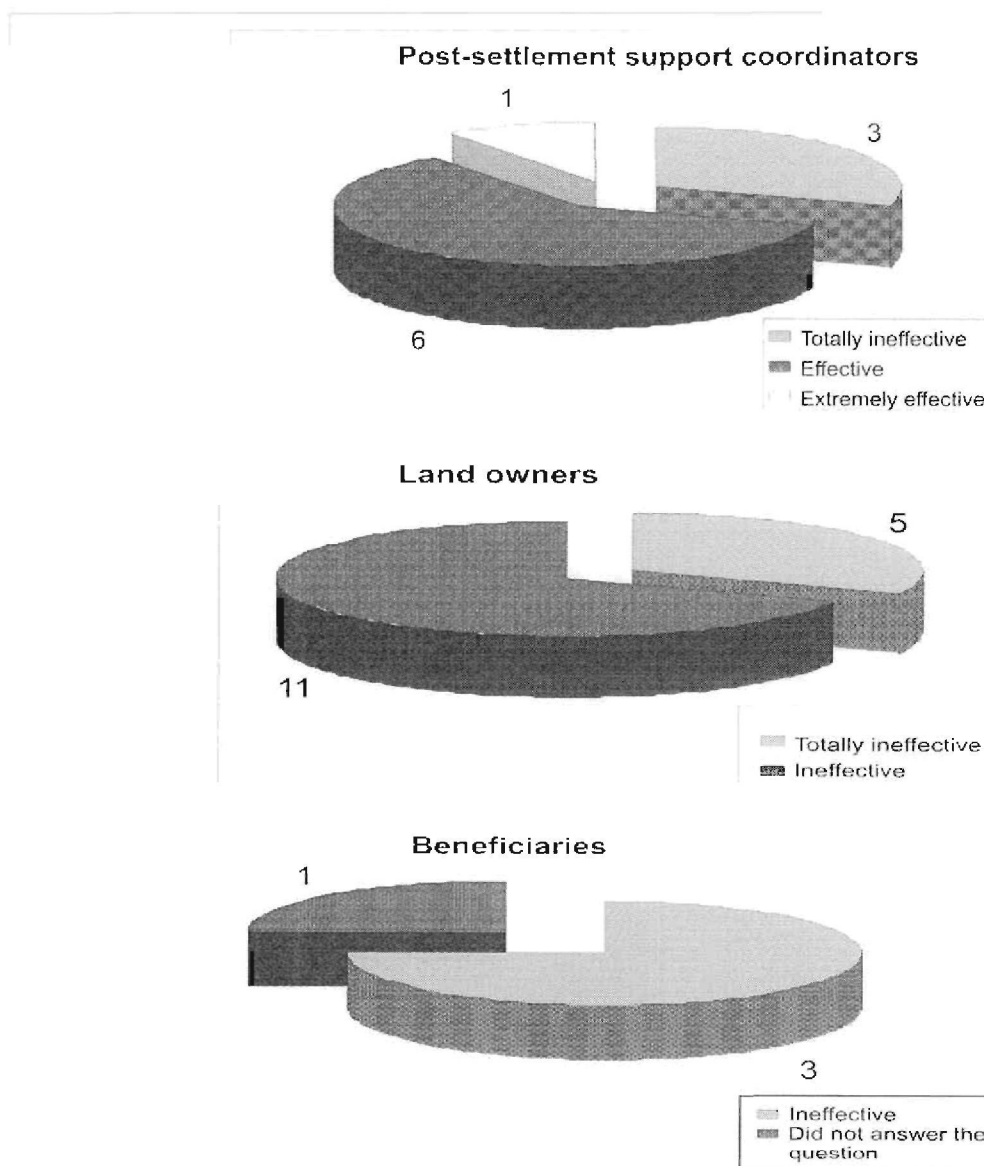 Post-settlement support coordinators
1
3
6
Totally ineffective
Effective
Extremely effective
Land owners
5
11
Totally ineffective
Ineffective
Beneficiaries
1
3
Ineffective
Did not answer the
question